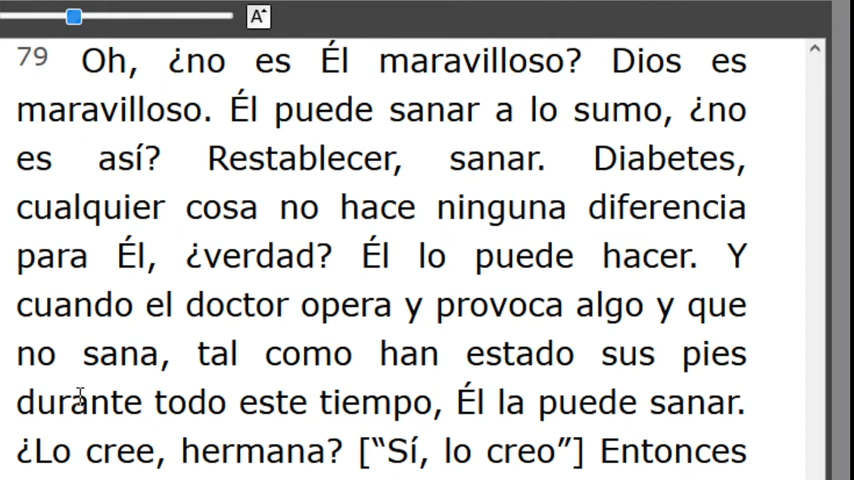 A
79 Oh, ¿no es Él maravilloso? Dios es
maravilloso. Él puede sanar a lo sumo, ¿no
es así? Restablecer, sanar. Diabetes,
cualquier cosa no hace ninguna diferencia
para Él, ¿verdad? Él lo puede hacer. Y
cuando el doctor opera y provoca algo y que
no sana, tal como han estado sus pies
durante todo este tiempo, Él la puede sanar.
¿Lo cree, hermana? [“Sí, lo creo”] Entonces